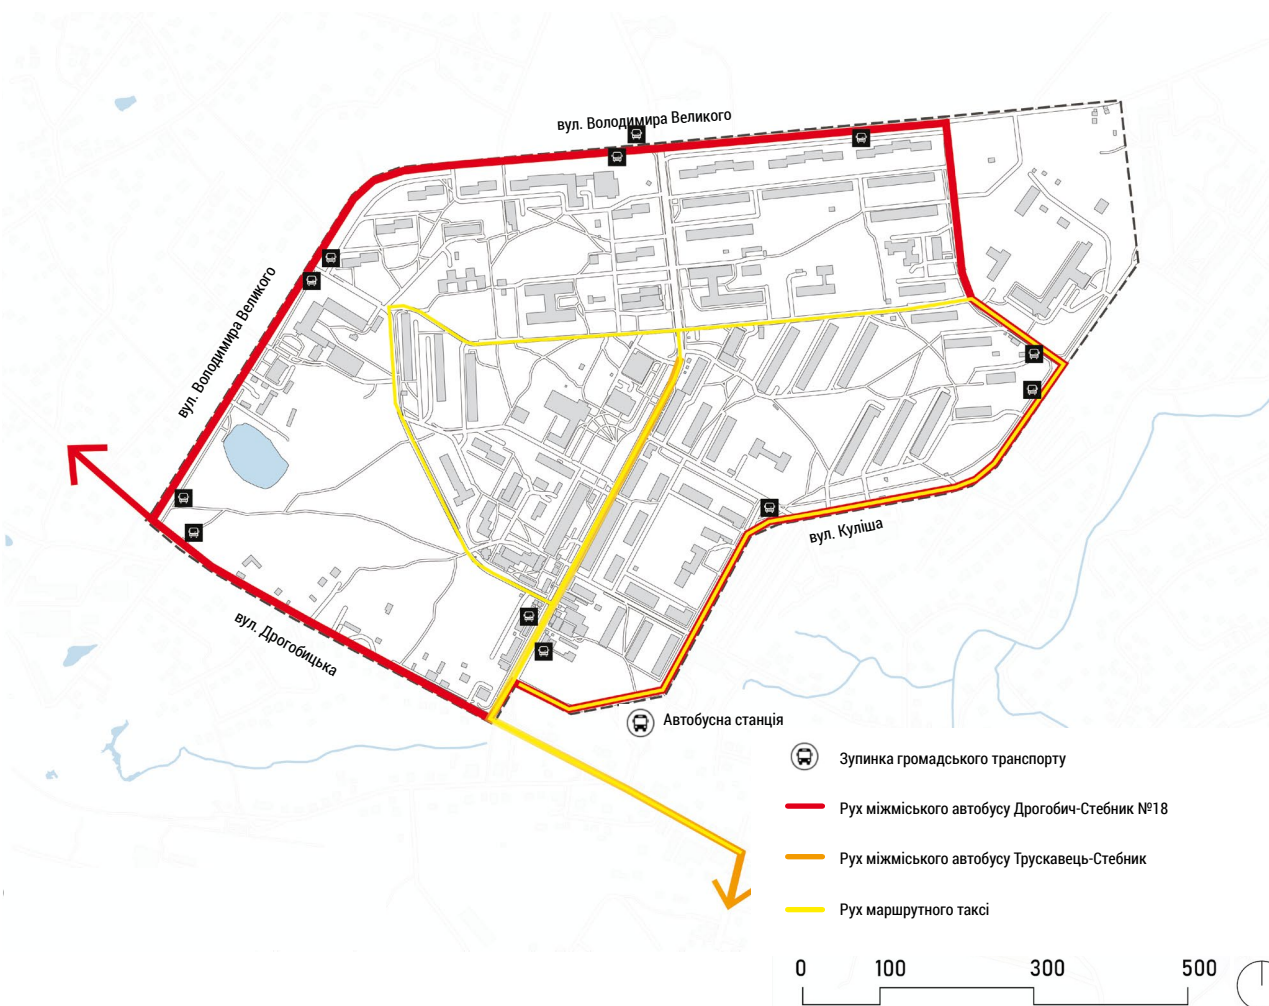 вул. Володимира Великого
вул. Володимира Великого
вул. Куліша
вул. Дрогобицька
Автобусна станція
Зупинка громадського транспорту
Рух міжміського автобусу Дрогобич-Стебник №18
Рух міжміського автобусу Трускавець-Стебник
Рух маршрутного таксі
0 100 300 500